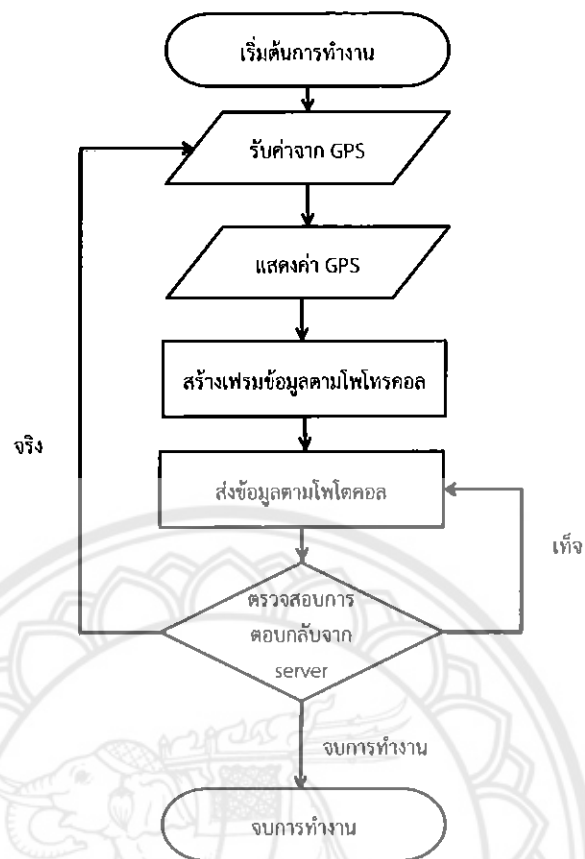 เริ่มต้นการทำงาน
รับค่าจาก GPS
แสดงค่า GPS
สร้างเฟรมข้อมูลตามโพโทรคอล
จริง
ส่งข้อมูลตามโพโตคอล
เท็จ
ตรวจสอบการ
ตอบกลับจาก
server
จบการทำงาน
จบการทำงาน